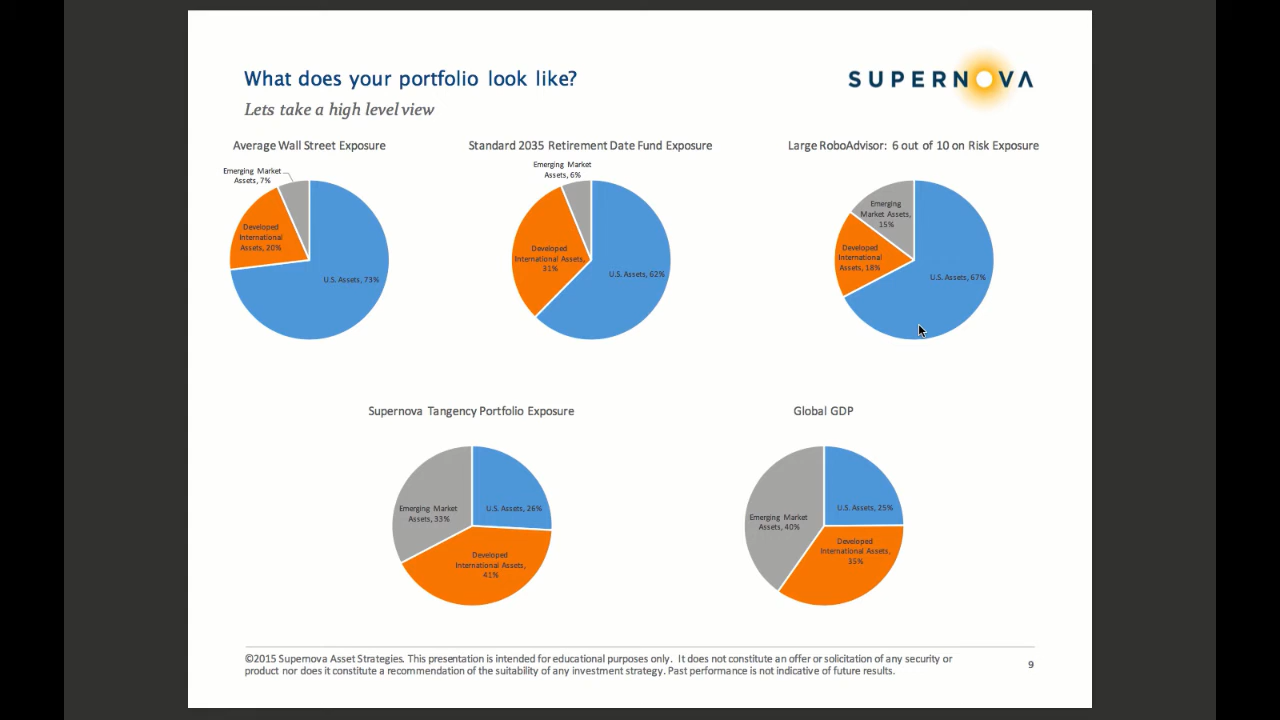 What does your portfolio look like?
SUPERNOVA
Lets take a high level view
Average Wall Street Exposure
Standard 2035 Retirement Date Fund Exposure
Large RoboAdvisor: 6 out of 10 on Risk Exposure
Emerging Market
Assets, 7%
Developed
International
Assets, 20%
U.S. Assets, 73%
Emerging Market
Assets, 6%
Developed
International Assets,
31%
U.S. Assets, 62%
Emerging
Market Assets,
15%
Developed
International
Assets, 18%
U.S. Assets, 67%
Supernova Tangency Portfolio Exposure
Global GDP
Emerging Market
Assets, 33%
U.S. Assets, 26%
Developed
International Assets,
41%
Emerging Market
Assets, 40%
U.S. Assets, 25%
Developed
International Assets,
35%
©2015 Supernova Asset Strategies. This presentation is intended for educational purposes only. It does not constitute an offer or solicitation of any security or
product nor does it constitute a recommendation of the suitability of any investment strategy. Past performance is not indicative of future results.
9